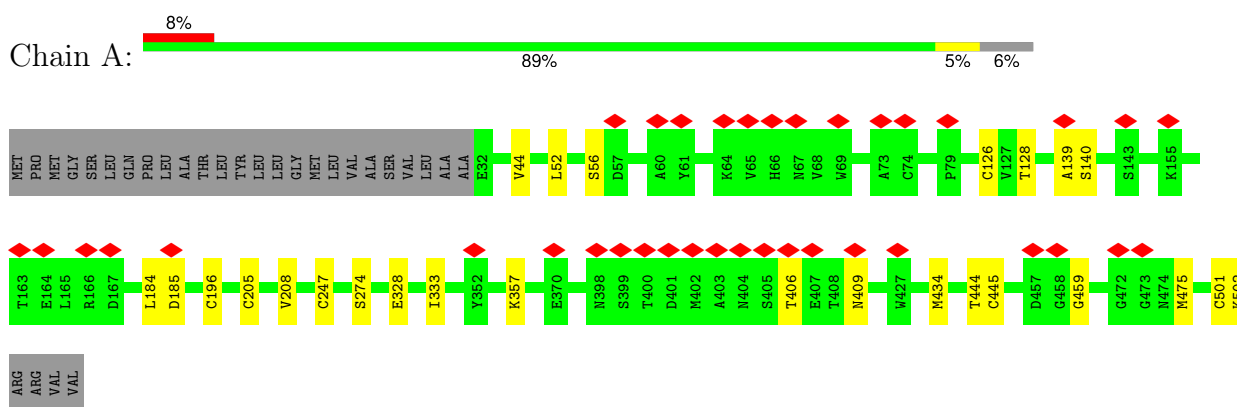 8%
Chain A:
89% 5% 6%
MET PRO MET GLY SER LEU GLN PRO LEU ALA THR LEU TYR LEU LEU GLY MET LEU VAL ALA SER VAL LEU ALA ALA E32 V44 L52 S56 D57 A60 Y61 K64 V65 H66 N67 V68 W69 A73 C74 P79 C126 V127 T128 A139 S140 S143 K155
T163 E164 L165 R166 D167 L184 D185 C196 C205 V208 C247 S274 E328 I333 Y352 K357 E370 N398 S399 T400 D401 M402 A403 N404 S405 T406 E407 T408 N409 W427 M434 T444 C445 D457 G458 G459 G472 G473 N474 M475 C501
ARG ARG VAL VAL